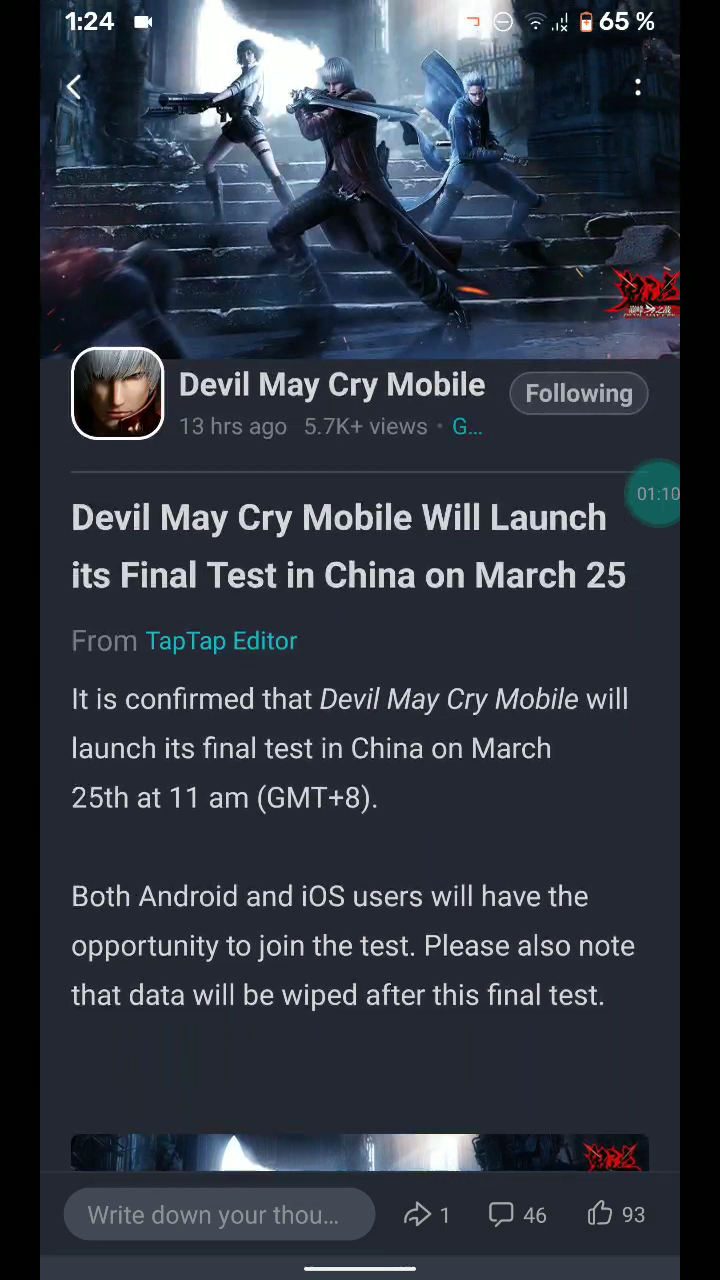 1:24
65 %
Devil May Cry Mobile
Following
13 hrs ago 5.7K+ views • G...
01:10
Devil May Cry Mobile Will Launch
its Final Test in China on March 25
From TapTap Editor
It is confirmed that Devil May Cry Mobile will
launch its final test in China on March
25th at 11 am (GMT+8).
Both Android and iOS users will have the
opportunity to join the test. Please also note
that data will be wiped after this final test.
Write down your thou...
1
46
93